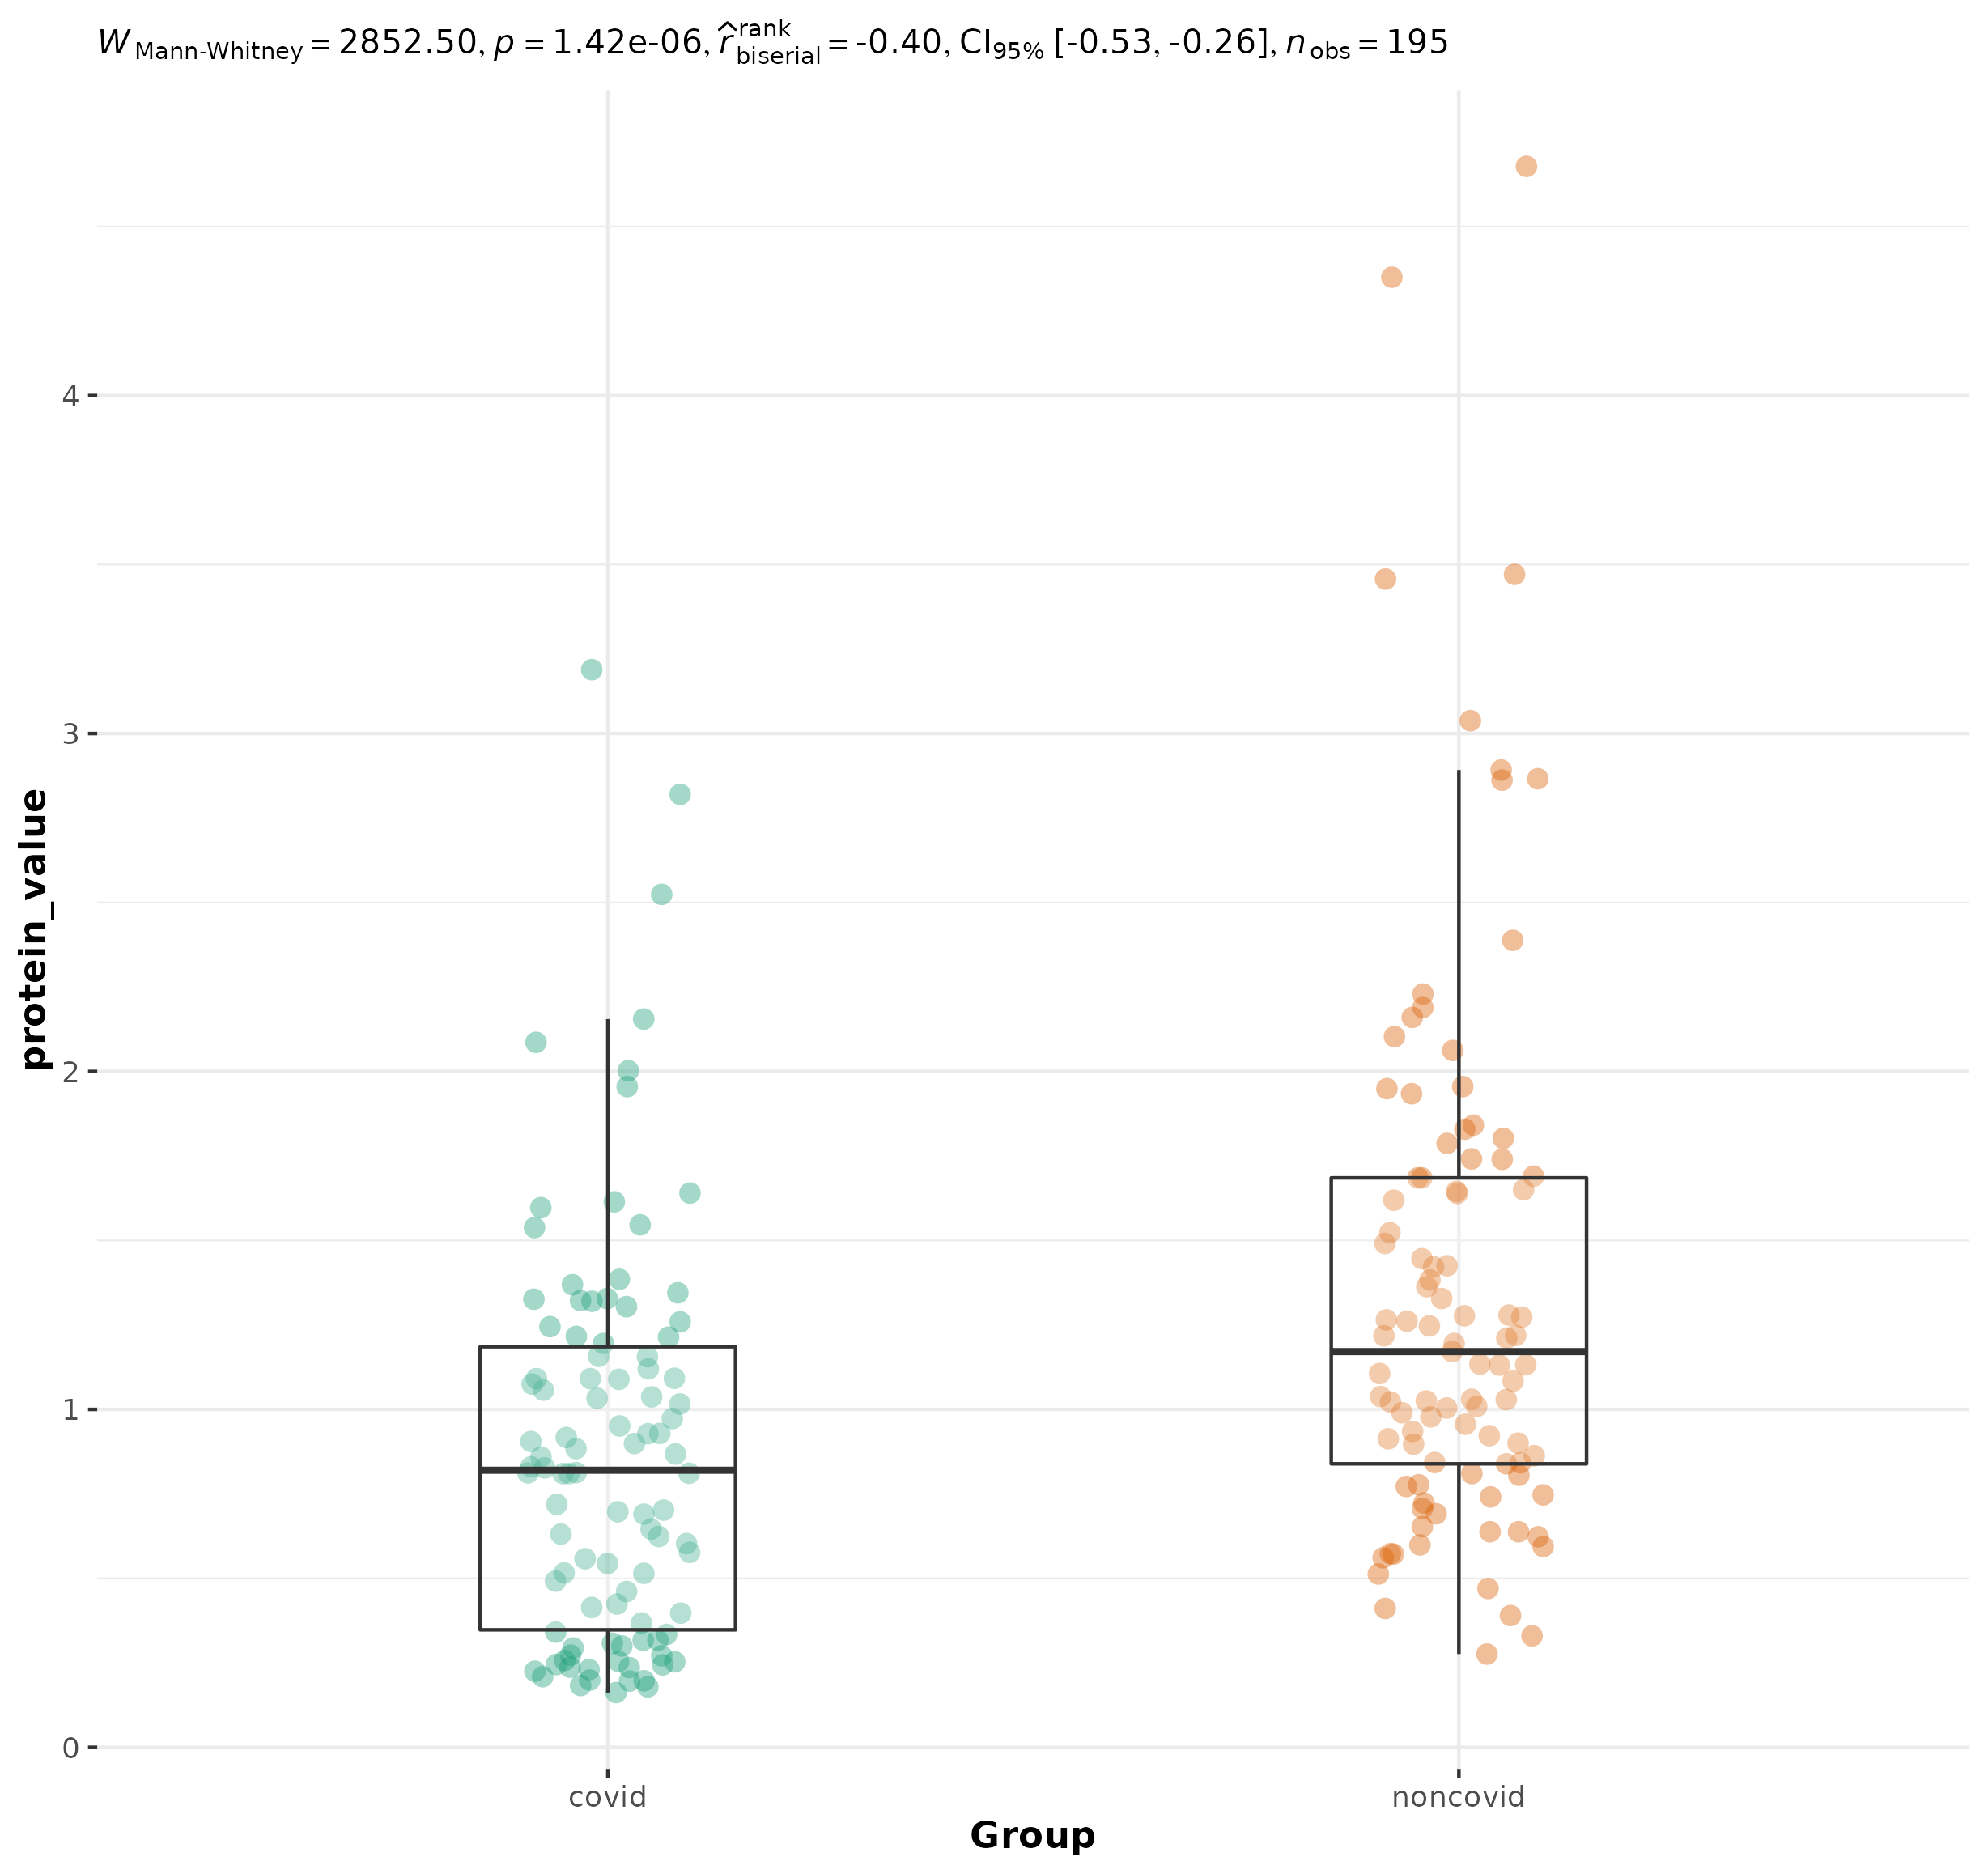 W Mann-Whitney = 2852.50, p = 1.42e-06, r̂ rank biserial = -0.40, CI95% [-0.53, -0.26], n obs = 195
4
3
2
1
0
protein_value
covid
noncovid
Group